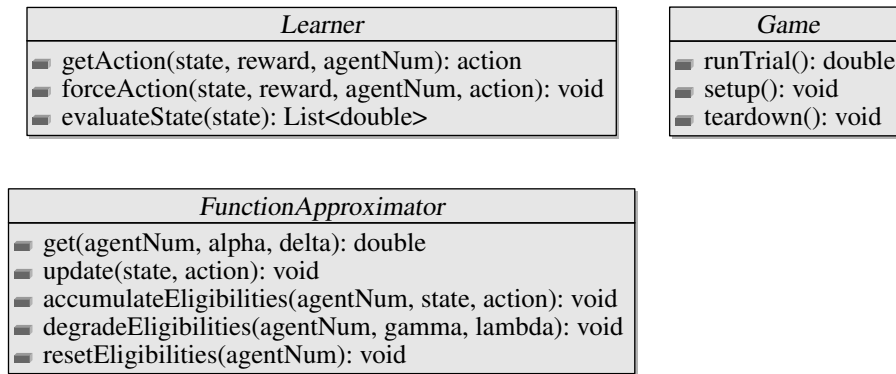 Learner
getAction(state, reward, agentNum): action
forceAction(state, reward, agentNum, action): void
evaluateState(state): List<double>
Game
runTrial(): double
setup(): void
teardown(): void
FunctionApproximator
get(agentNum, alpha, delta): double
update(state, action): void
accumulateEligibilities(agentNum, state, action): void
degradeEligibilities(agentNum, gamma, lambda): void
resetEligibilities(agentNum): void